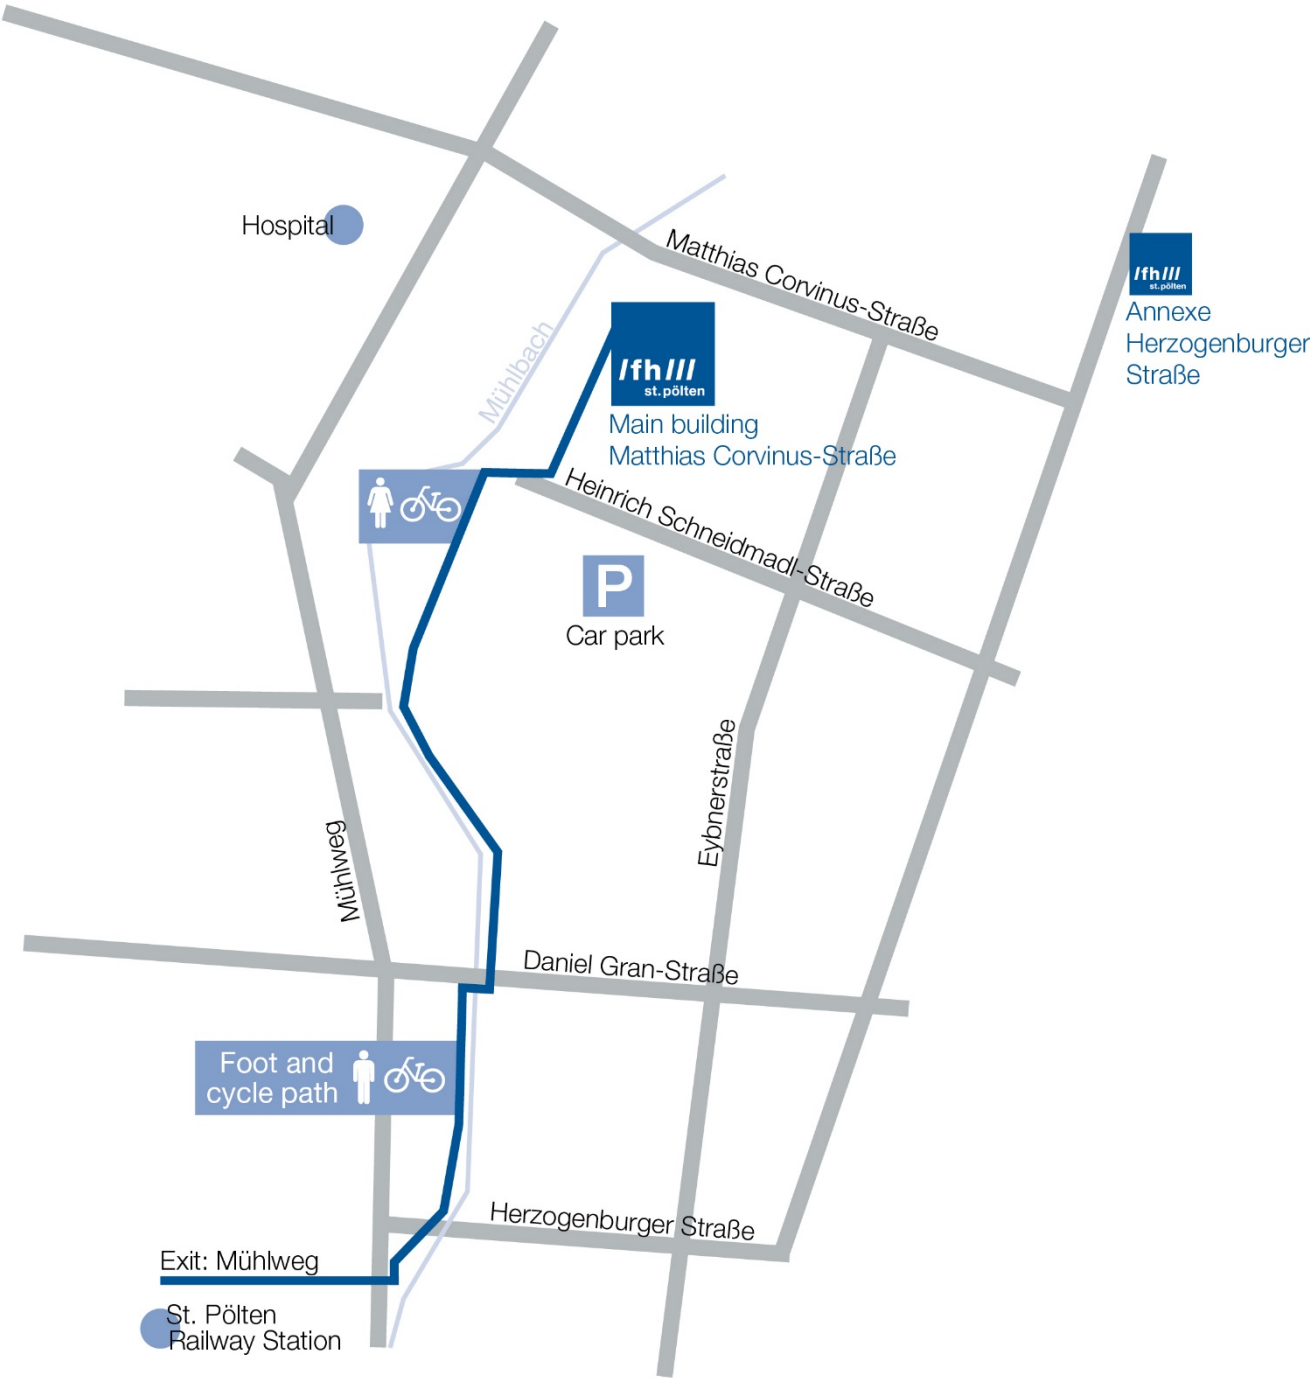 Hospital
Matthias Corvinus-Straße
/fh///
st.pölten
Annexe
Herzogenburger
Straße
Mühlbach
/fh///
st.pölten
Main building
Matthias Corvinus-Straße
Heinrich Schneidmadl-Straße
P
Car park
Eybnerstraße
Mühlweg
Daniel Gran-Straße
Foot and
cycle path
Herzogenburger Straße
Exit: Mühlweg
St. Pölten
Railway Station